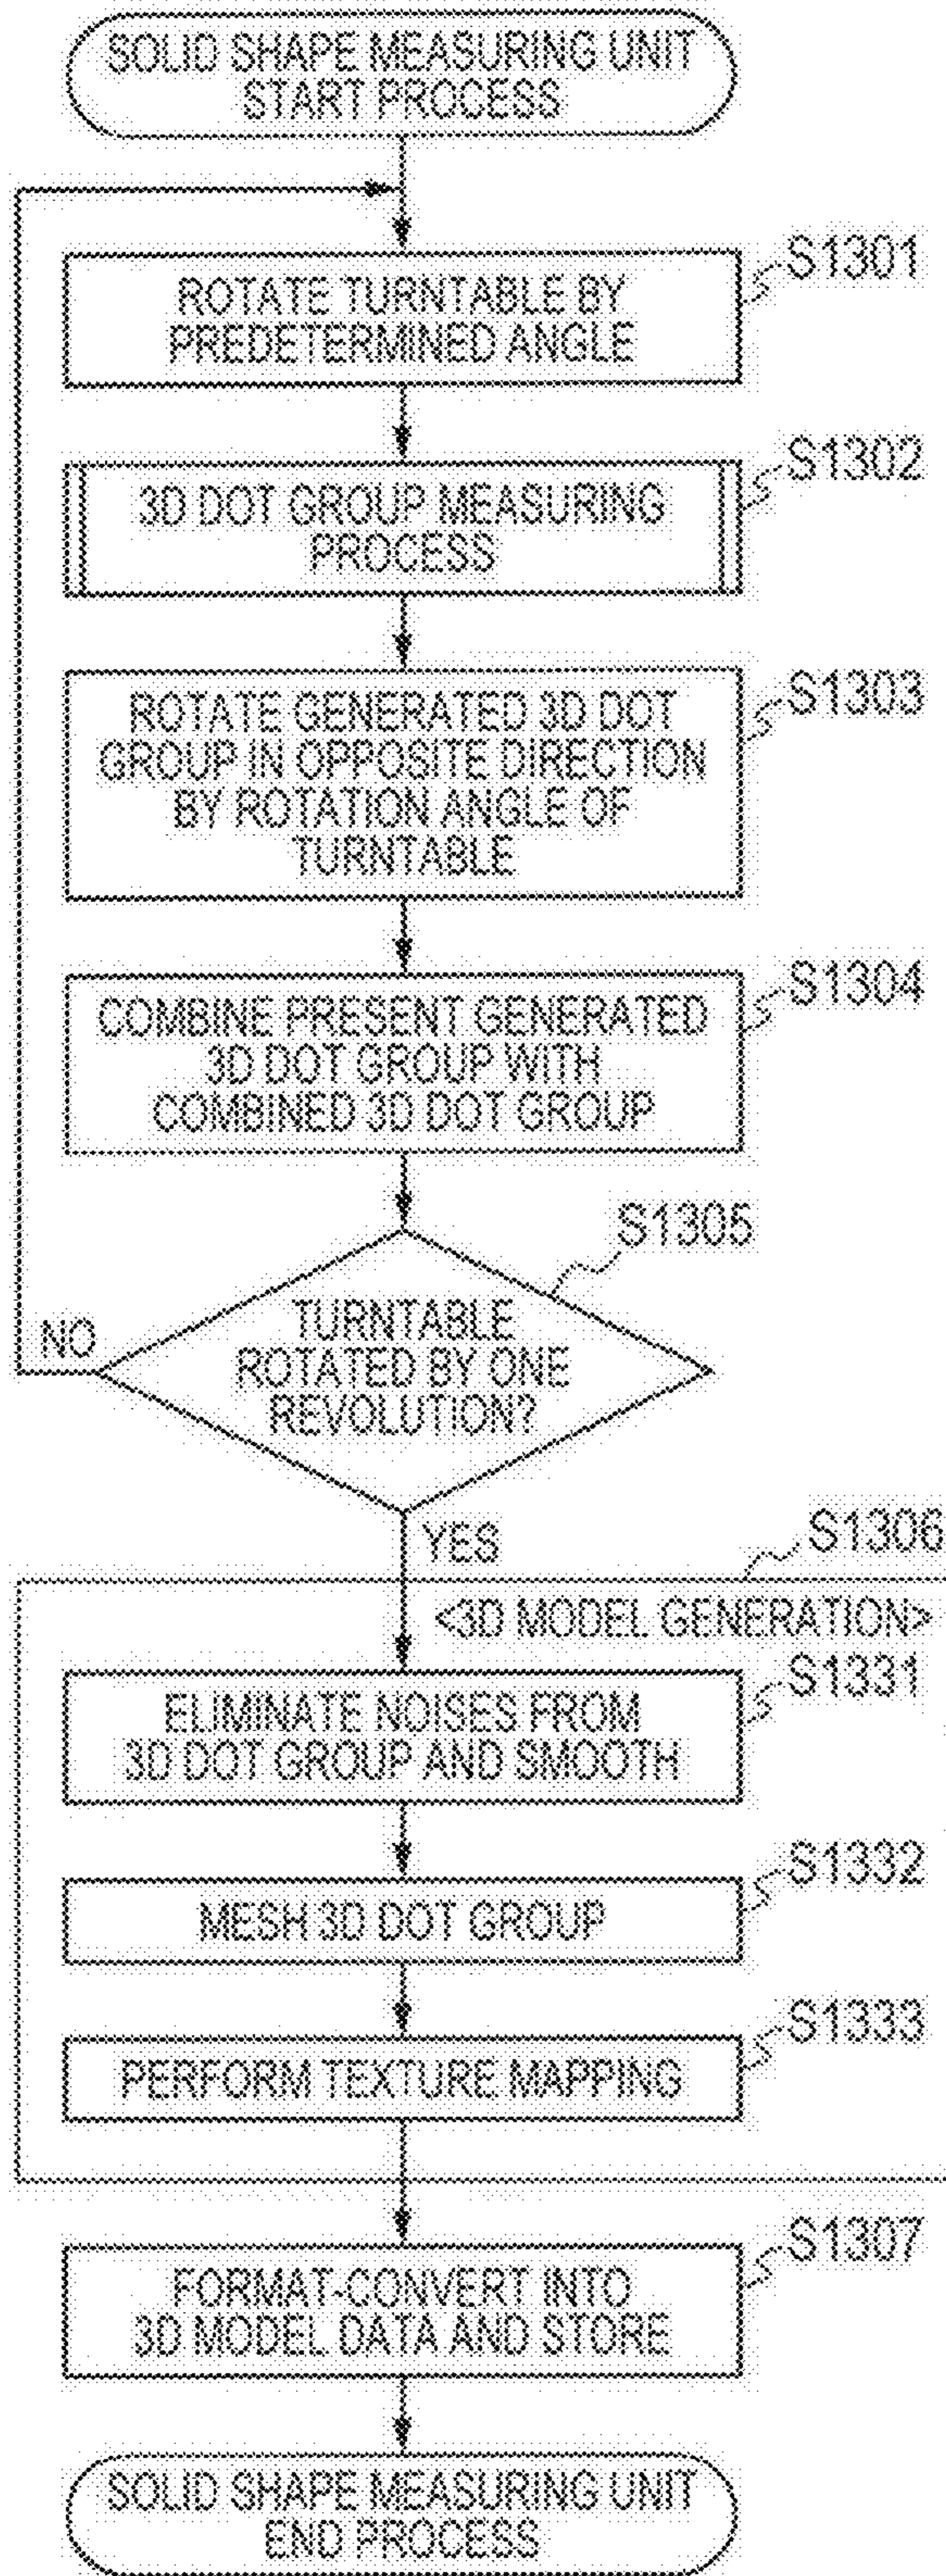 SOLID SHAPE MEASURING UNIT
START PROCESS
S1301
ROTATE TURNTABLE BY
PREDETERMINED ANGLE
S1302
3D DOT GROUP MEASURING
PROCESS
S1303
ROTATE GENERATED 3D DOT
GROUP IN OPPOSITE DIRECTION
BY ROTATION ANGLE OF
TURNTABLE
S1304
COMBINE PRESENT GENERATED
3D DOT GROUP WITH
COMBINED 3D DOT GROUP
S1305
TURNTABLE
ROTATED BY ONE
REVOLUTION?
NO
YES
S1306
<3D MODEL GENERATION>
S1331
ELIMINATE NOISES FROM
3D DOT GROUP AND SMOOTH
S1332
MESH 3D DOT GROUP
S1333
PERFORM TEXTURE MAPPING
S1307
FORMAT-CONVERT INTO
3D MODEL DATA AND STORE
SOLID SHAPE MEASURING UNIT
END PROCESS